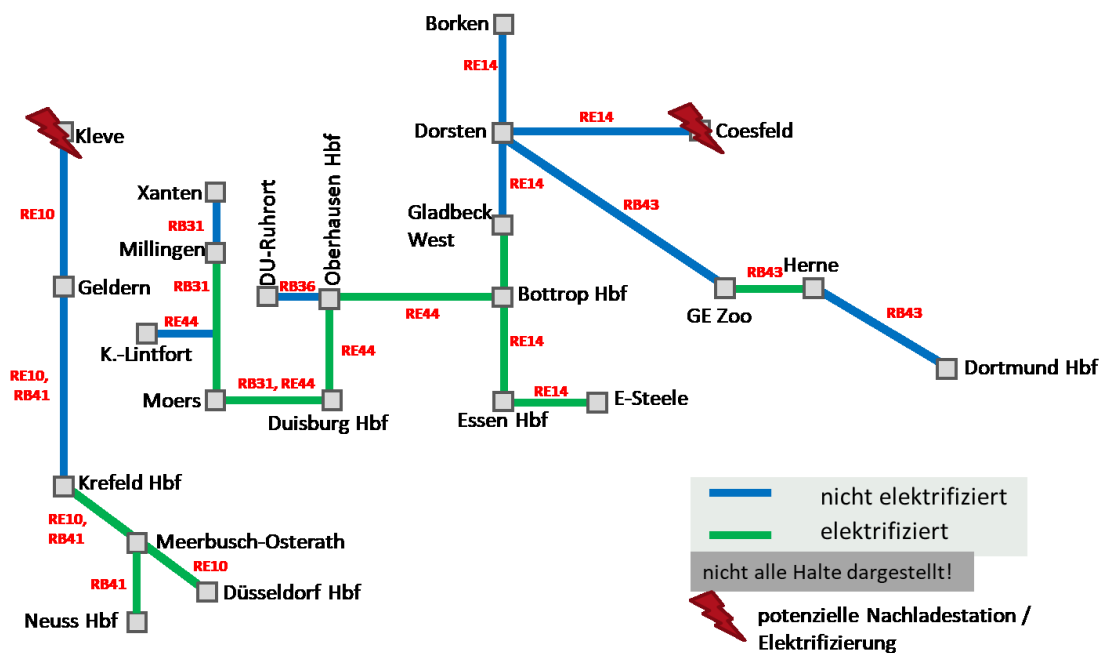 Borken
RE14
Kleve
Dorsten
RE14
Coesfeld
RE10
Xanten
RB31
Millingen
RB31
DU-Ruhrort
Oberhausen Hbf
RE14
Gladbeck
West
RB43
Geldern
RB36
RE44
Bottrop Hbf
RB43
Herne
GE Zoo
RB43
RE44
K.-Lintfort
RE44
RE14
RE10,
RB41
Moers
RB31, RE44
Duisburg Hbf
Essen Hbf
RE14
E-Steele
Dortmund Hbf
Krefeld Hbf
RE10,
RB41
Meerbusch-Osterath
RB41
RE10
Düsseldorf Hbf
Neuss Hbf
nicht elektrifiziert
elektrifiziert
nicht alle Halte dargestellt!
potenzielle Nachladestation /
Elektrifizierung